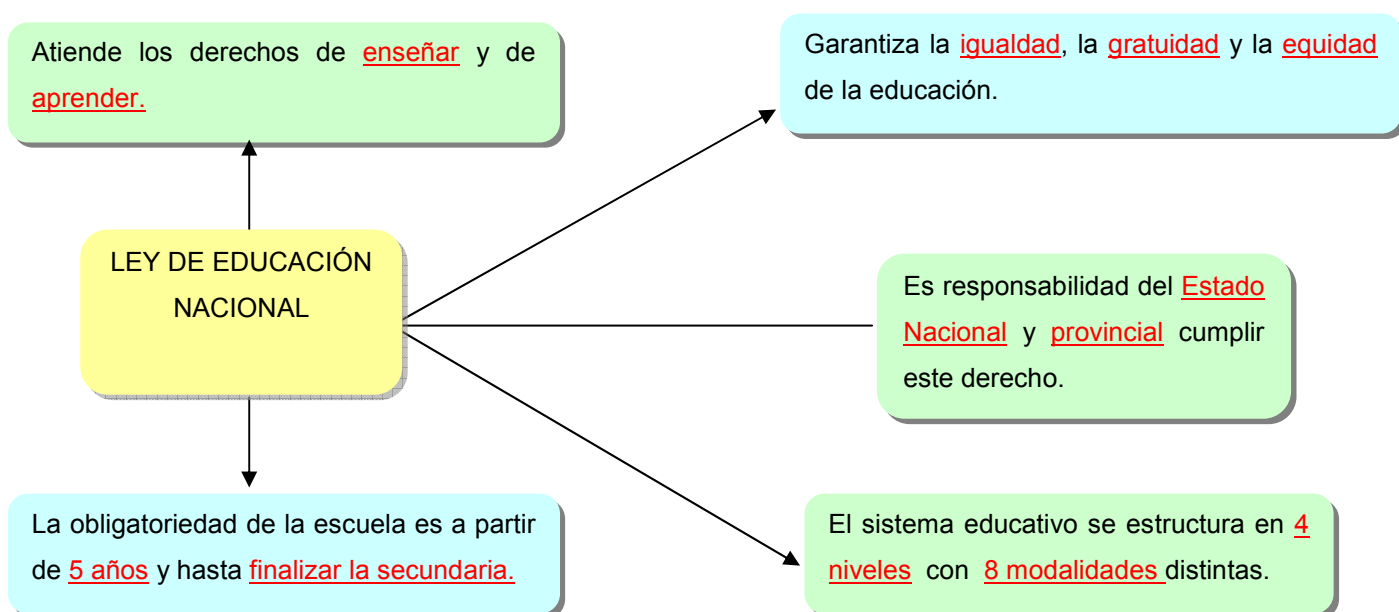 Atiende los derechos de enseñar y de
aprender.
Garantiza la igualdad, la gratuidad y la equidad
de la educación.
LEY DE EDUCACIÓN
NACIONAL
Es responsabilidad del Estado
Nacional y provincial cumplir
este derecho.
La obligatoriedad de la escuela es a partir
de 5 años y hasta finalizar la secundaria.
El sistema educativo se estructura en 4
niveles con 8 modalidades distintas.